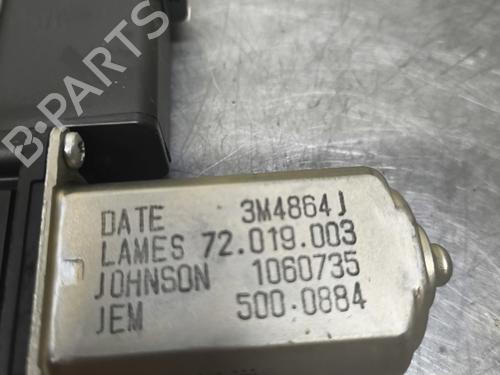 B-PARTS
DATE 3M4864J
LAMES 72.019.003
JOHNSON 1060735
JEM 500.0884